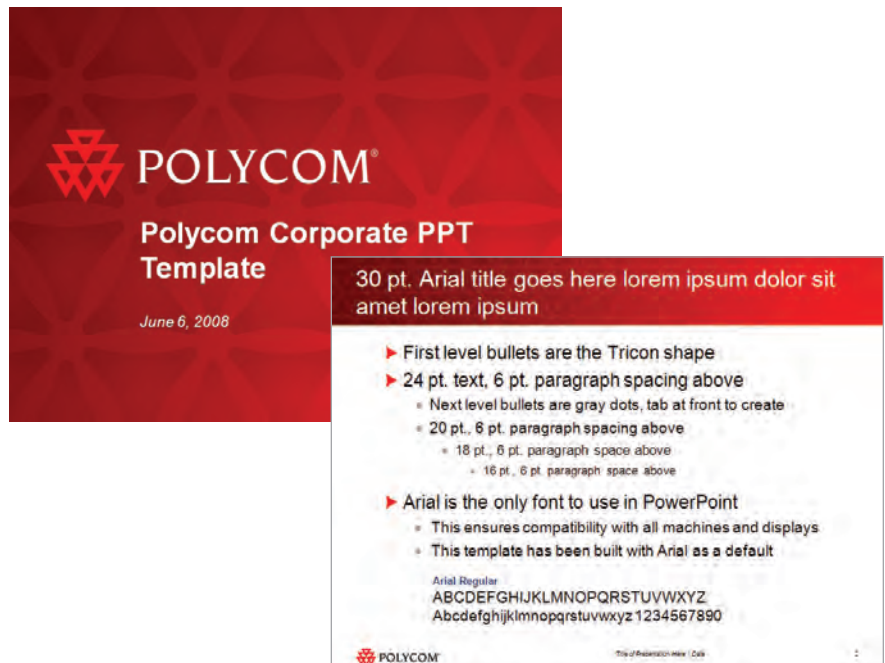 POLYCOM®
Polycom Corporate PPT
Template
June 6, 2008
30 pt. Arial title goes here lorem ipsum dolor sit
amet lorem ipsum
First level bullets are the Tricon shape
24 pt. text, 6 pt. paragraph spacing above
Next level bullets are gray dots, tab at front to create
20 pt., 6 pt. paragraph spacing above
18 pt., 6 pt. paragraph space above
16 pt., 6 pt. paragraph space above
Arial is the only font to use in PowerPoint
This ensures compatibility with all machines and displays
This template has been built with Arial as a default
Arial Regular
ABCDEFGHIJKLMNOPQRSTUVWXYZ
Abcdefghijklmnopqrstuvwxyz1234567890
POLYCOM®
Title of Presentation Here | Date